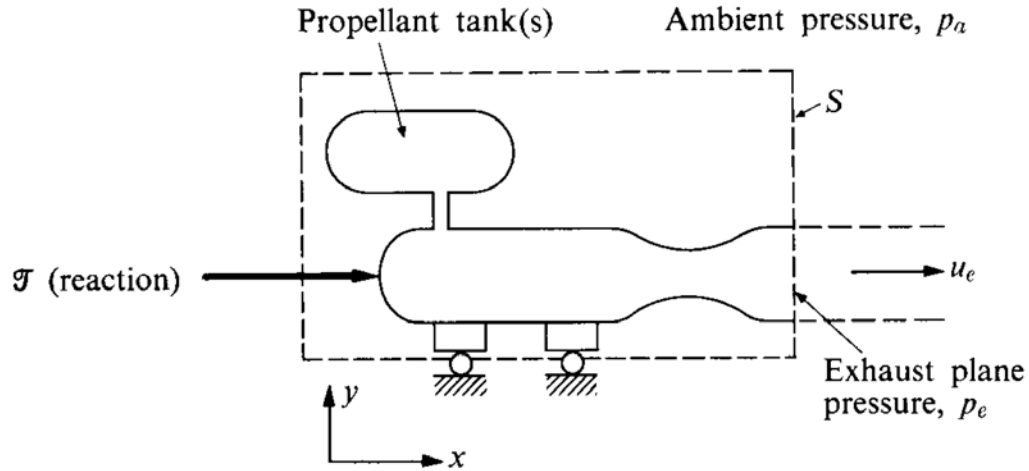 Propellant tank(s)
Ambient pressure, pₐ
S
𝒯 (reaction)
uₑ
Exhaust plane
pressure, pₑ
y
x